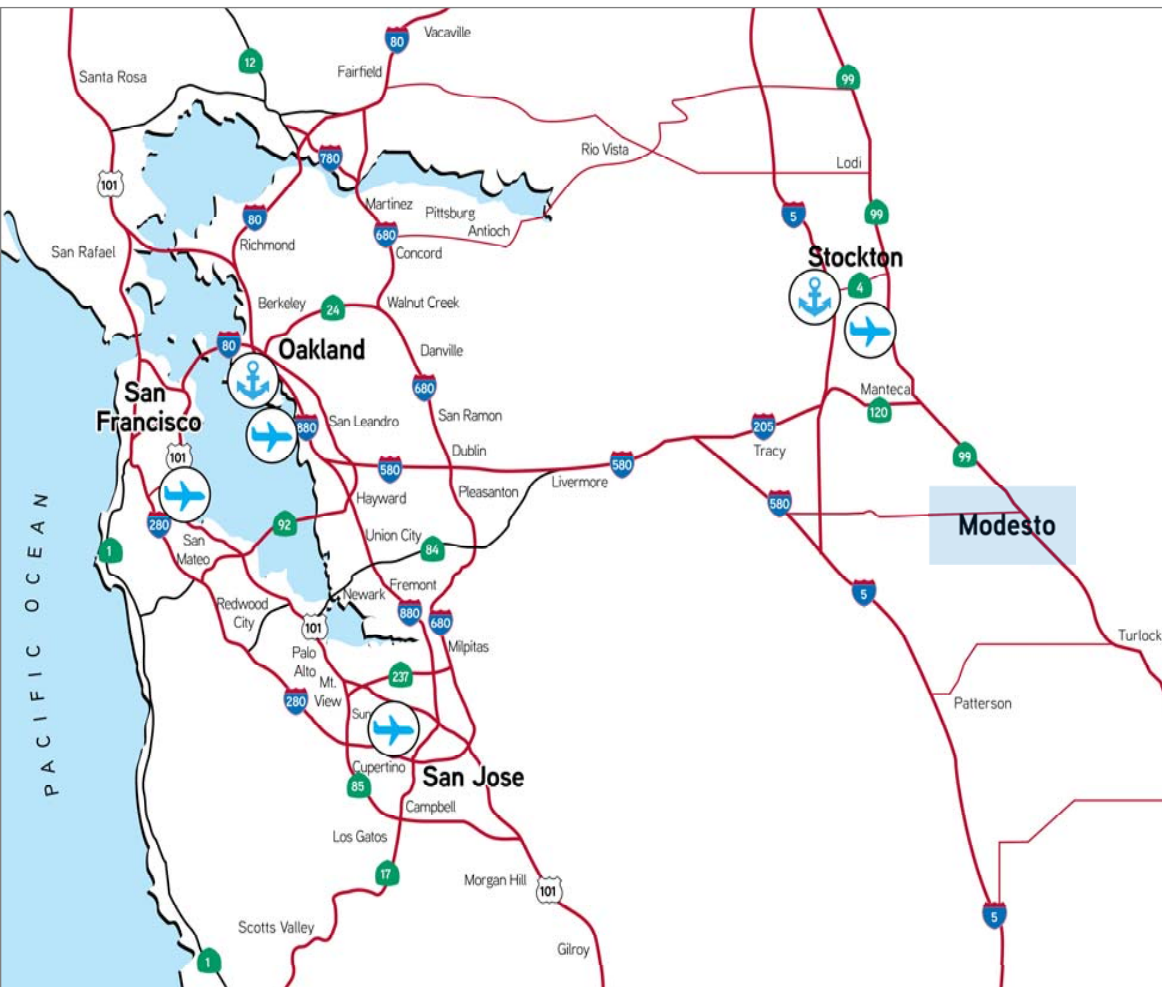 Vacaville
80
12
Fairfield
Santa Rosa
99
780
Rio Vista
Lodi
101
Martinez
80
Pittsburg
5
99
Richmond
680
Antioch
San Rafael
Concord
Stockton
4
Berkeley
24
Walnut Creek
80
Oakland
Danville
680
San
Francisco
Manteca
120
San Leandro
880
San Ramon
205
Tracy
Dublin
101
580
580
99
Livermore
Hayward
Pleasanton
580
280
92
Modesto
San
Mateo
Union City
84
1
PACIFIC OCEAN
Fremont
Newark
5
Redwood
City
880
680
101
Turlock
Milpitas
Palo
Alto
237
Mt.
View
280
Sun
Patterson
Cupertino
San Jose
85
Campbell
Los Gatos
17
Morgan Hill
101
5
Scotts Valley
Gilroy
1